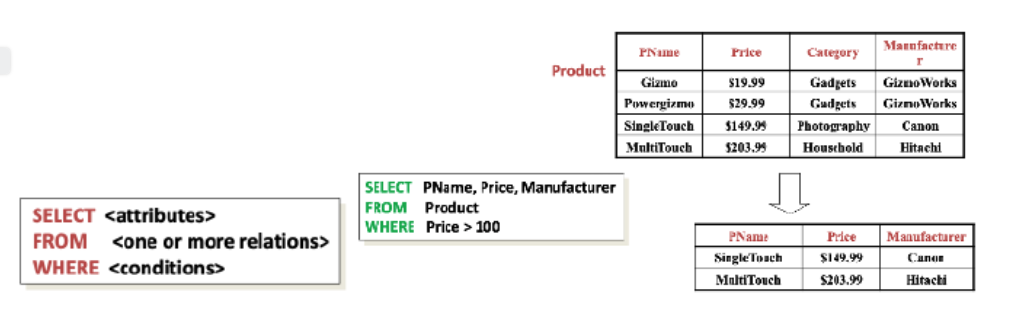 Product
PName Price Category Manufacture
r
Gizmo $19.99 Gadgets GizmoWorks
Powergizmo $29.99 Gadgets GizmoWorks
SingleTouch $149.99 Photography Canon
MultiTouch $203.99 Household Hitachi
SELECT <attributes>
FROM <one or more relations>
WHERE <conditions>
SELECT PName, Price, Manufacturer
FROM Product
WHERE Price > 100
PName Price Manufacturer
SingleTouch $149.99 Canon
MultiTouch $203.99 Hitachi